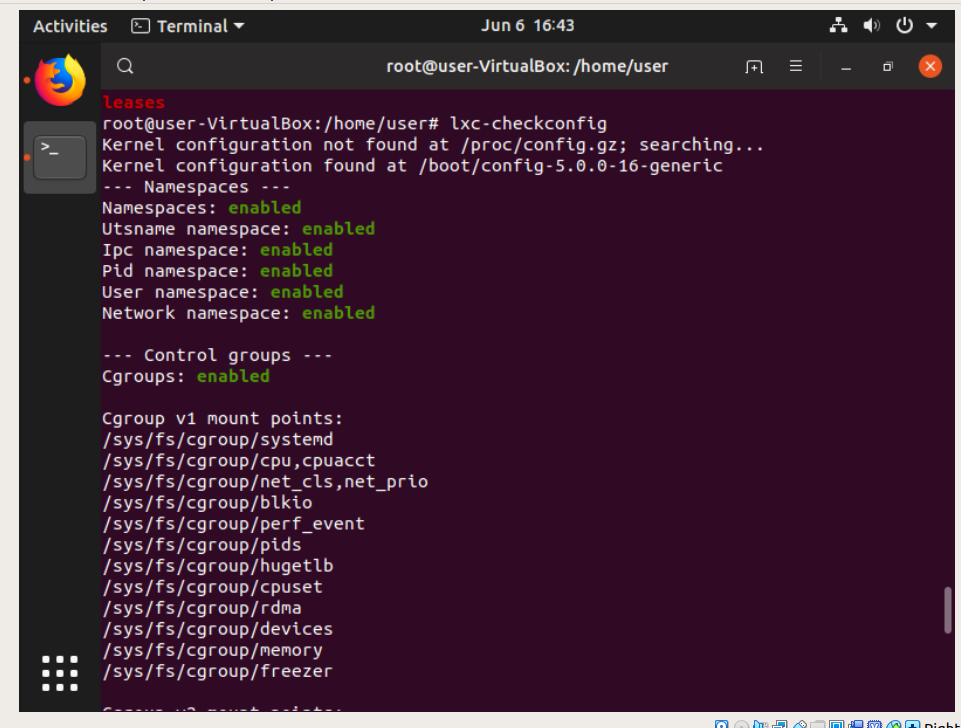 Activities Terminal Jun 6 16:43
root@user-VirtualBox: /home/user
leases
root@user-VirtualBox:/home/user# lxc-checkconfig
Kernel configuration not found at /proc/config.gz; searching...
Kernel configuration found at /boot/config-5.0.0-16-generic
--- Namespaces ---
Namespaces: enabled
Utsname namespace: enabled
Ipc namespace: enabled
Pid namespace: enabled
User namespace: enabled
Network namespace: enabled
--- Control groups ---
Cgroups: enabled
Cgroup v1 mount points:
/sys/fs/cgroup/systemd
/sys/fs/cgroup/cpu,cpuacct
/sys/fs/cgroup/net_cls,net_prio
/sys/fs/cgroup/blkio
/sys/fs/cgroup/perf_event
/sys/fs/cgroup/pids
/sys/fs/cgroup/hugetlb
/sys/fs/cgroup/cpuset
/sys/fs/cgroup/rdma
/sys/fs/cgroup/devices
/sys/fs/cgroup/memory
/sys/fs/cgroup/freezer